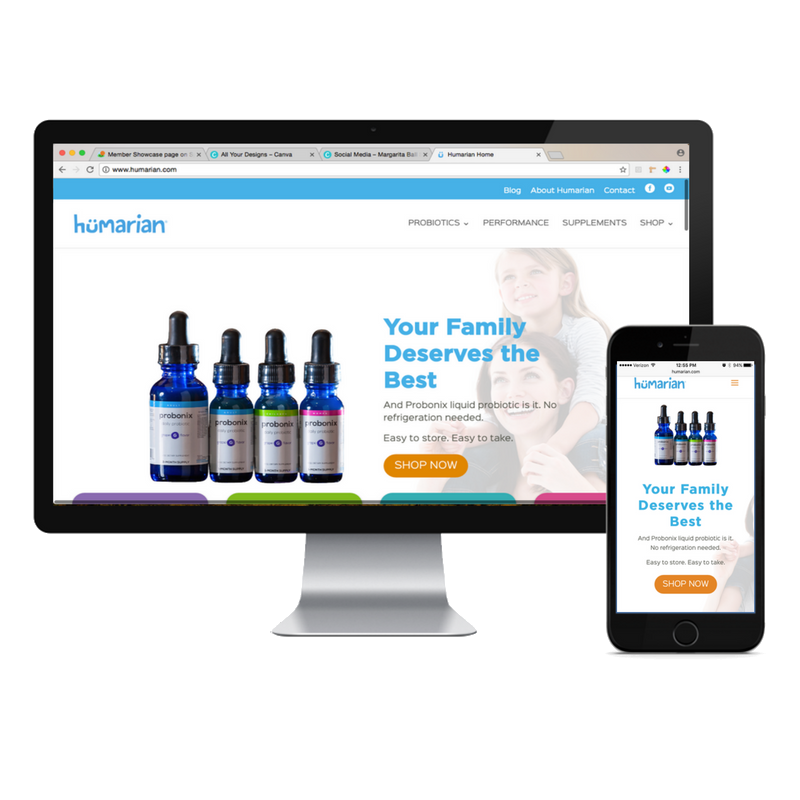 Member Showcase page on
All Your Designs – Canva
Social Media – Margarita Bat
Humarian Home
www.humarian.com
Blog About Humarian Contact
hümarian
PROBIOTICS PERFORMANCE SUPPLEMENTS SHOP
Your Family
Deserves the
Best
And Probonix liquid probiotic is it. No
refrigeration needed.
Easy to store. Easy to take.
SHOP NOW
probonix
probonix
probonix
probonix
Verizon 12:55 PM 94%
humarian.com
hümarian
Your Family
Deserves the
Best
And Probonix liquid probiotic is it.
No refrigeration needed.
Easy to store. Easy to take.
SHOP NOW